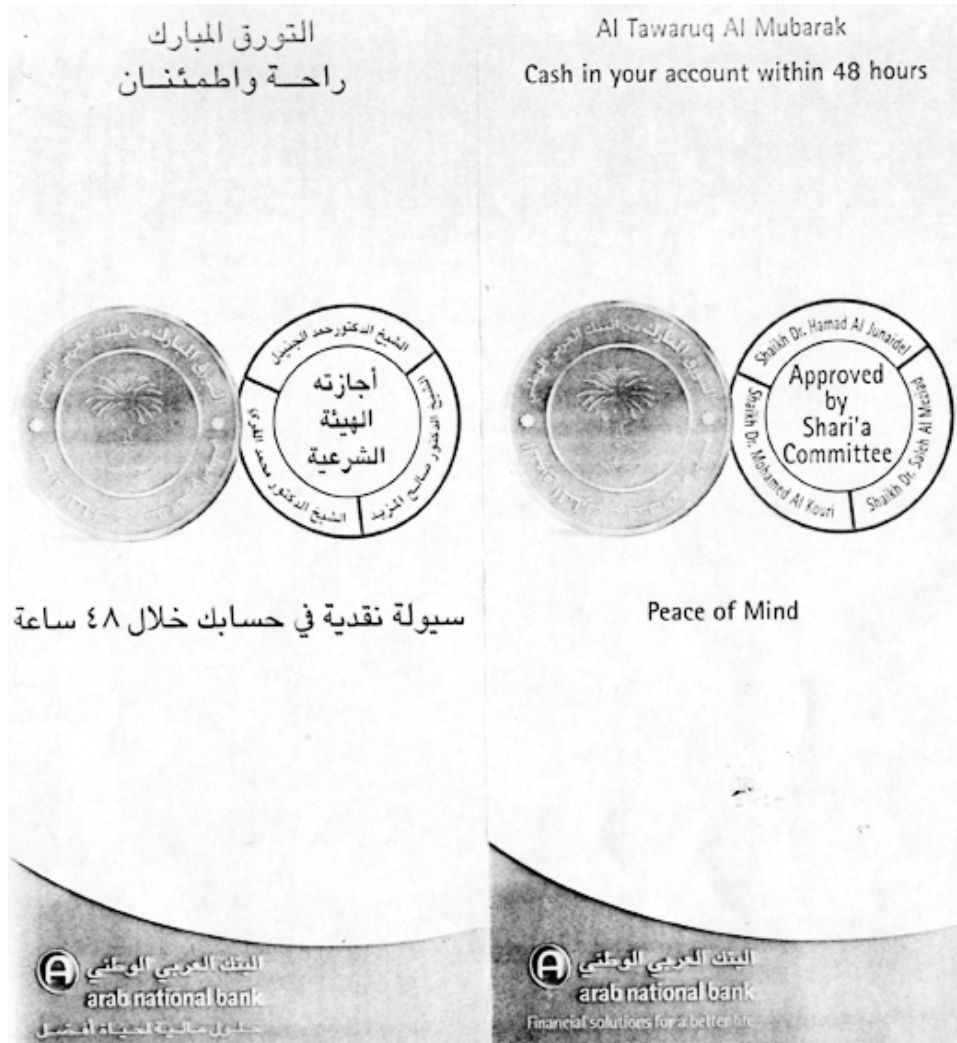 التورق المبارك
راحـــة واطمئنـــان
الشيخ الدكتور حمد الجنيدل
الشيخ الدكتور صالح المزيد
الشيخ الدكتور محمد القري
أجازته
الهيئة
الشرعية
سيولة نقدية في حسابك خلال ٤٨ ساعة
البنك العربي الوطني
arab national bank
حلول مالية لحياة أفضل
Al Tawaruq Al Mubarak
Cash in your account within 48 hours
Shaikh Dr. Hamad Al Junaidel
Shaikh Dr. Saleh Al Meziad
Shaikh Dr. Mohamed Al Kouri
Approved
by
Shari'a
Committee
Peace of Mind
البنك العربي الوطني
arab national bank
Financial solutions for a better life